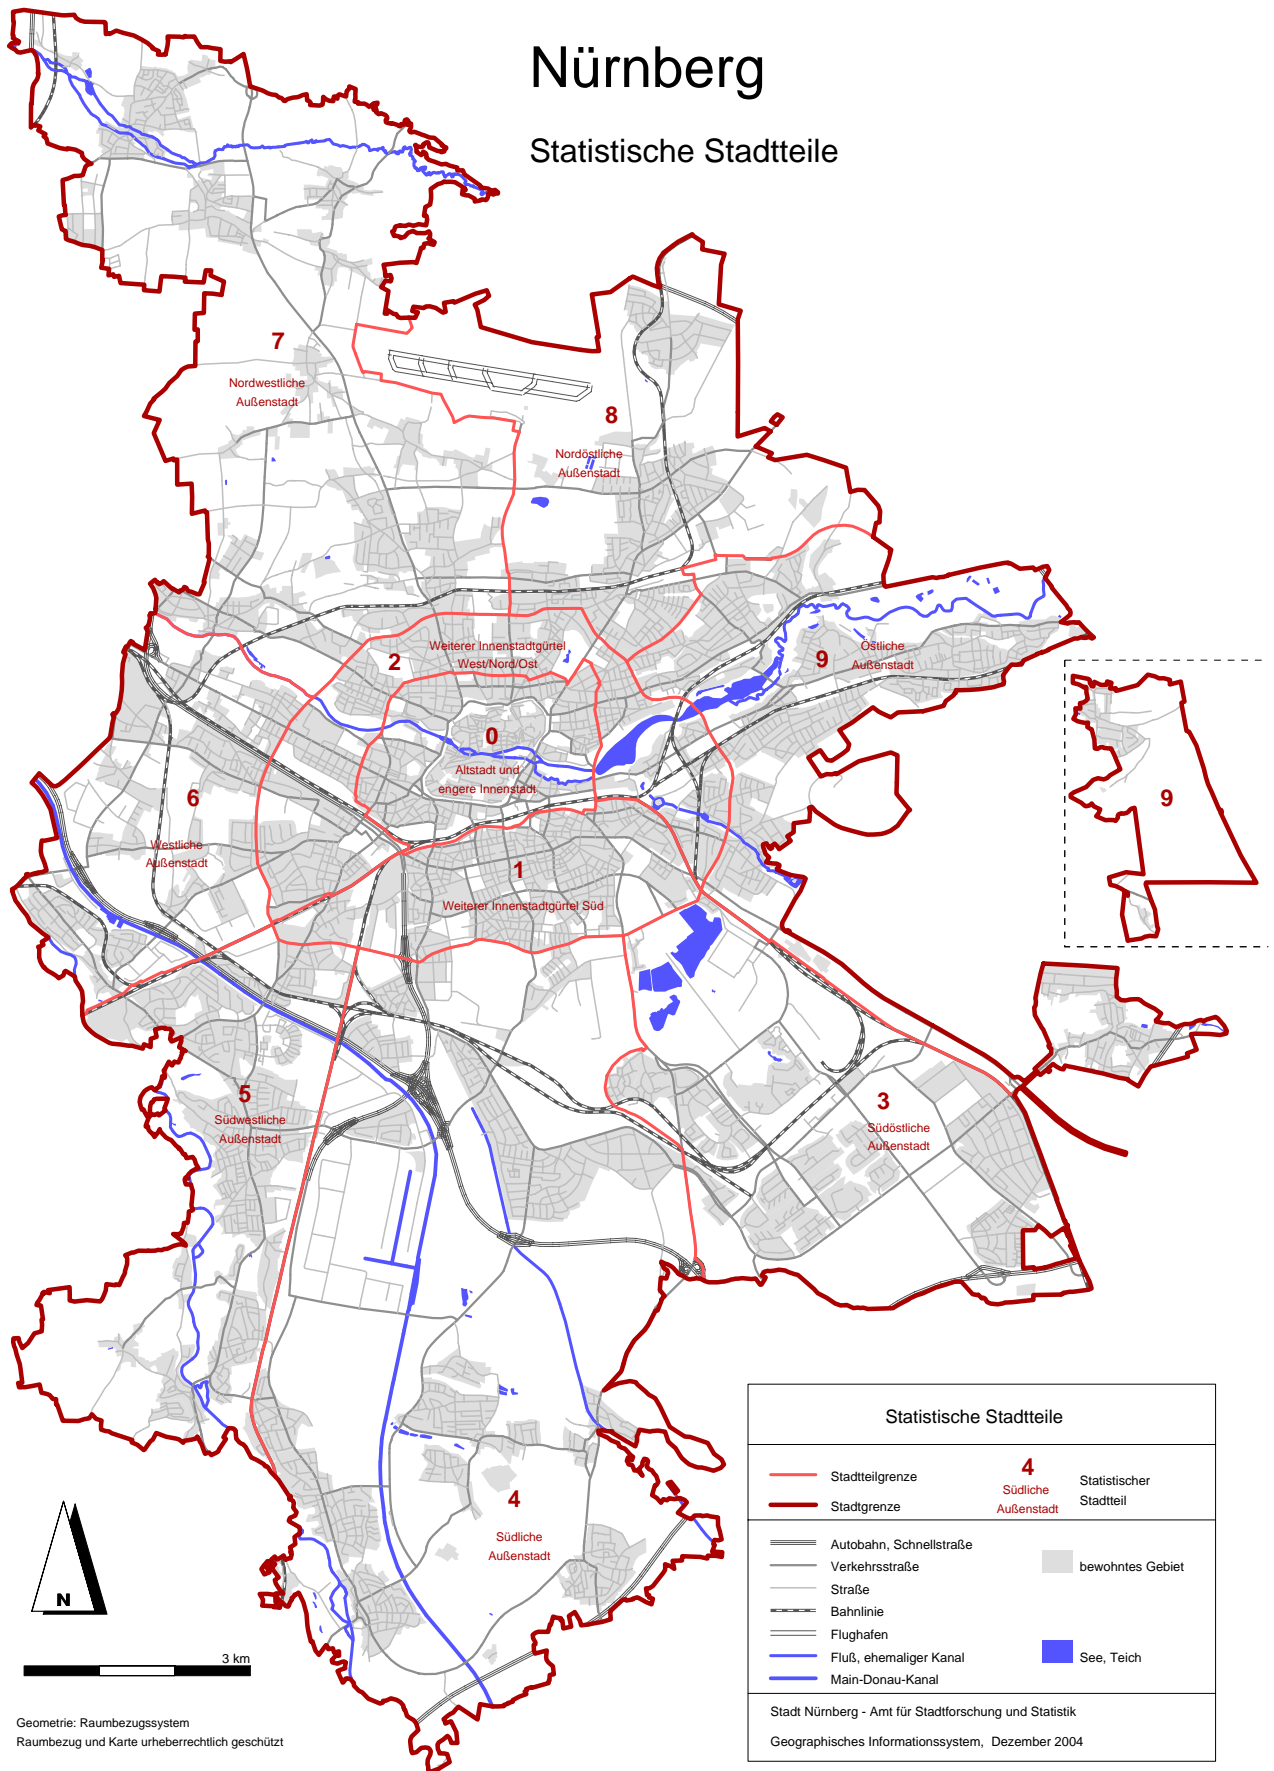 Nürnberg
Statistische Stadtteile
7
Nordwestliche
Außenstadt
8
Nordöstliche
Außenstadt
2
Weiterer Innenstadtgürtel
West/Nord/Ost
9
Östliche
Außenstadt
0
Altstadt und
engere Innenstadt
9
6
Westliche
Außenstadt
1
Weiterer Innenstadtgürtel Süd
5
Südwestliche
Außenstadt
3
Südöstliche
Außenstadt
4
Südliche
Außenstadt
N
3 km
Geometrie: Raumbezugssystem
Raumbezug und Karte urheberrechtlich geschützt
Statistische Stadtteile
Stadtteilgrenze
Stadtgrenze
4
Südliche
Außenstadt
Statistischer
Stadtteil
Autobahn, Schnellstraße
Verkehrsstraße
Straße
Bahnlinie
Flughafen
Fluß, ehemaliger Kanal
Main-Donau-Kanal
bewohntes Gebiet
See, Teich
Stadt Nürnberg - Amt für Stadtforschung und Statistik
Geographisches Informationssystem, Dezember 2004